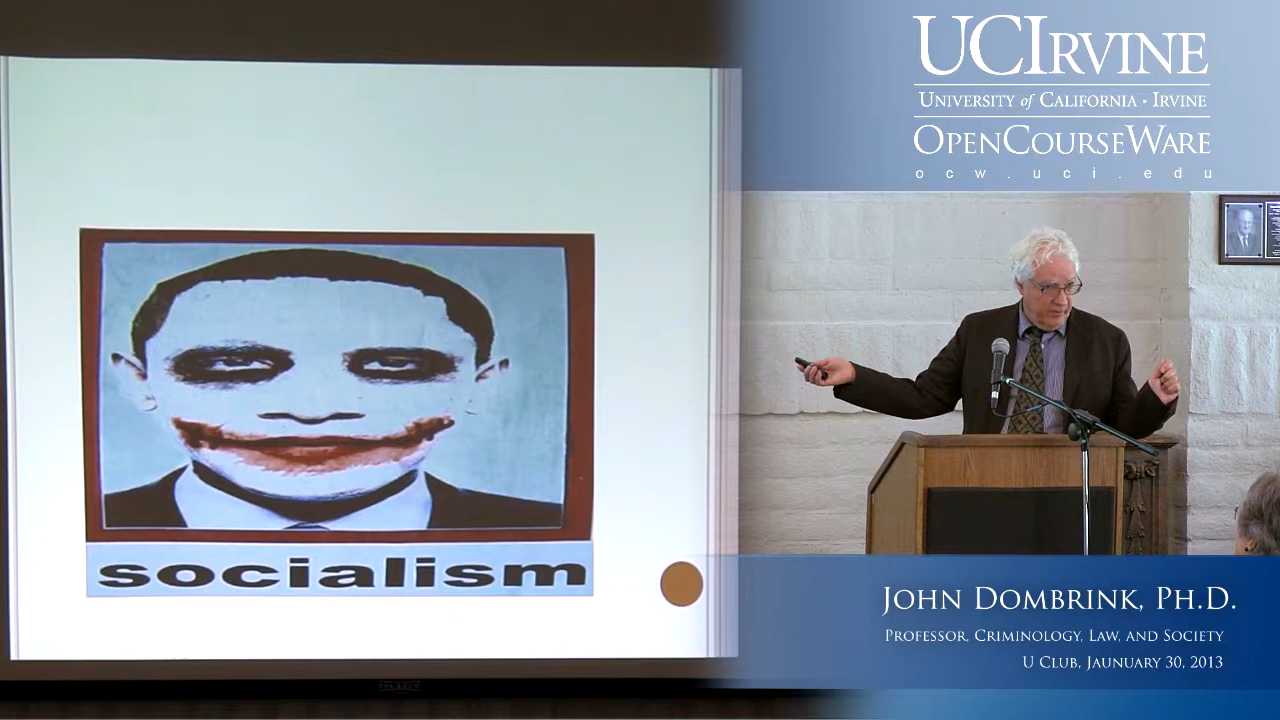 UCIRVINE
UNIVERSITY of CALIFORNIA • IRVINE
OPENCOURSEWARE
ocw.uci.edu
socialism
JOHN DOMBRINK, PH.D.
PROFESSOR, CRIMINOLOGY, LAW, AND SOCIETY
U CLUB, JAUNUARY 30, 2013